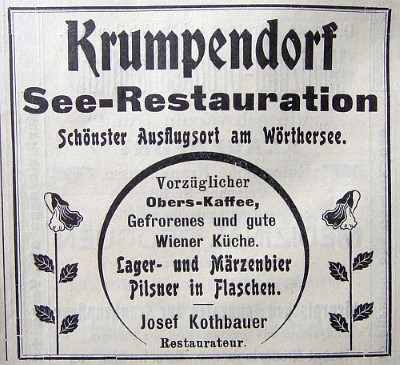 Krumpendorf
See-Restauration
Schönster Ausflugsort am Wörthersee.
Vorzüglicher
Obers-Kaffee,
Gefrorenes und gute
Wiener Küche.
Lager- und Märzenbier
Pilsner in Flaschen.
Josef Kothbauer
Restaurateur.